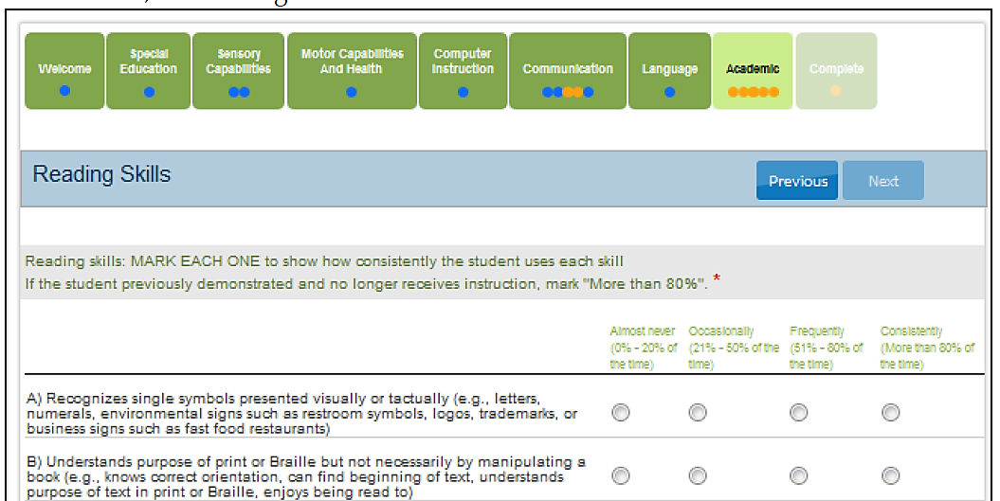 Welcome
Special
Education
Sensory
Capabilities
Motor Capabilities
And Health
Computer
Instruction
Communication
Language
Academic
Complete
Reading Skills
Previous
Next
Reading skills: MARK EACH ONE to show how consistently the student uses each skill
If the student previously demonstrated and no longer receives instruction, mark "More than 80%". *
Almost never
(0% - 20% of
the time)
Occasionally
(21% - 50% of the
time)
Frequently
(51% - 80% of
the time)
Consistently
(More than 80% of
the time)
A) Recognizes single symbols presented visually or tactually (e.g., letters,
numerals, environmental signs such as restroom symbols, logos, trademarks, or
business signs such as fast food restaurants)
B) Understands purpose of print or Braille but not necessarily by manipulating a
book (e.g., knows correct orientation, can find beginning of text, understands
purpose of text in print or Braille, enjoys being read to)